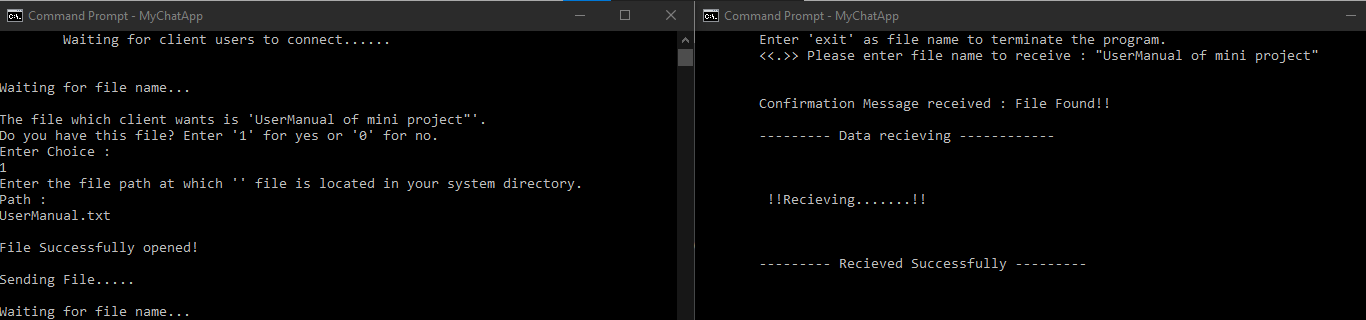 Command Prompt - MyChatApp
Waiting for client users to connect......
Waiting for file name...
The file which client wants is 'UserManual of mini project"'.
Do you have this file? Enter '1' for yes or '0' for no.
Enter Choice :
1
Enter the file path at which '' file is located in your system directory.
Path :
UserManual.txt
File Successfully opened!
Sending File.....
Waiting for file name...
Command Prompt - MyChatApp
Enter 'exit' as file name to terminate the program.
<<.>> Please enter file name to receive : "UserManual of mini project"
Confirmation Message received : File Found!!
--------- Data recieving ------------
!!Recieving.......!!
--------- Recieved Successfully ---------